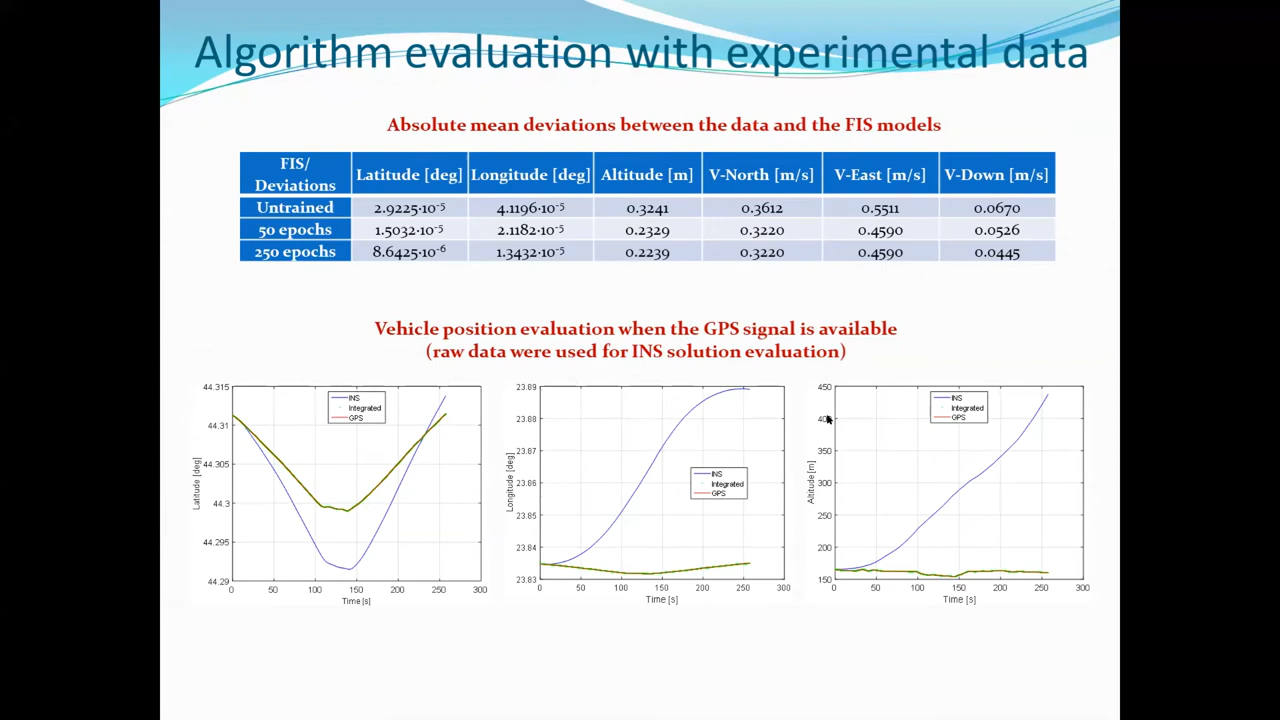 Algorithm evaluation with experimental data
Absolute mean deviations between the data and the FIS models
FIS/ Deviations Latitude [deg] Longitude [deg] Altitude [m] V-North [m/s] V-East [m/s] V-Down [m/s]
Untrained 2.9225·10⁻⁵ 4.1196·10⁻⁵ 0.3241 0.3612 0.5511 0.0670
50 epochs 1.5032·10⁻⁵ 2.1182·10⁻⁵ 0.2329 0.3220 0.4590 0.0526
250 epochs 8.6425·10⁻⁶ 1.3432·10⁻⁵ 0.2239 0.3220 0.4590 0.0445
Vehicle position evaluation when the GPS signal is available
(raw data were used for INS solution evaluation)
44.315
44.31
44.305
44.3
44.295
44.29
Latitude [deg]
INS
Integrated
GPS
0 50 100 150 200 250 300
Time [s]
23.89
23.88
23.87
23.86
23.85
23.84
23.83
Longitude [deg]
INS
Integrated
GPS
0 50 100 150 200 250 300
Time [s]
450
400
350
300
250
200
150
Altitude [m]
INS
Integrated
GPS
0 50 100 150 200 250 300
Time [s]